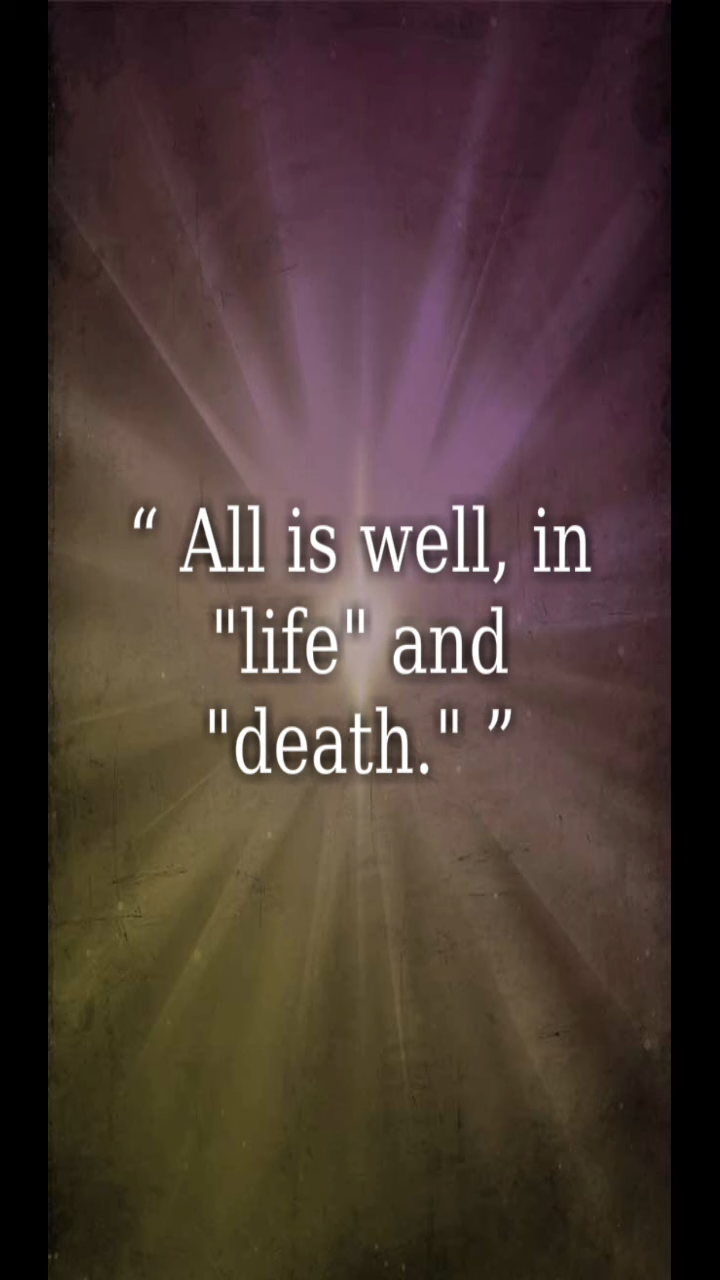 “ All is well, in
"life" and
"death." ”